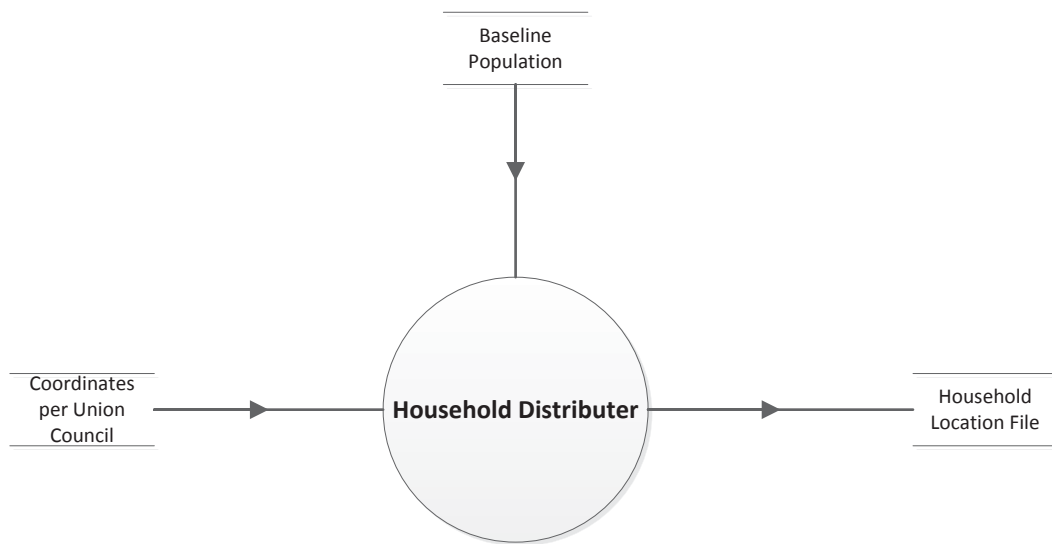 Baseline
Population
Coordinates
per Union
Council
Household Distributer
Household
Location File